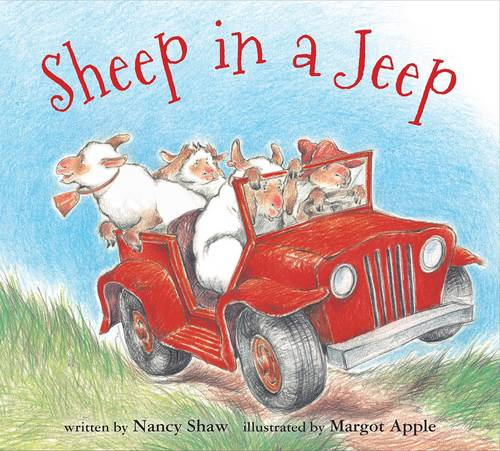 Sheep in a Jeep
written by Nancy Shaw illustrated by Margot Apple